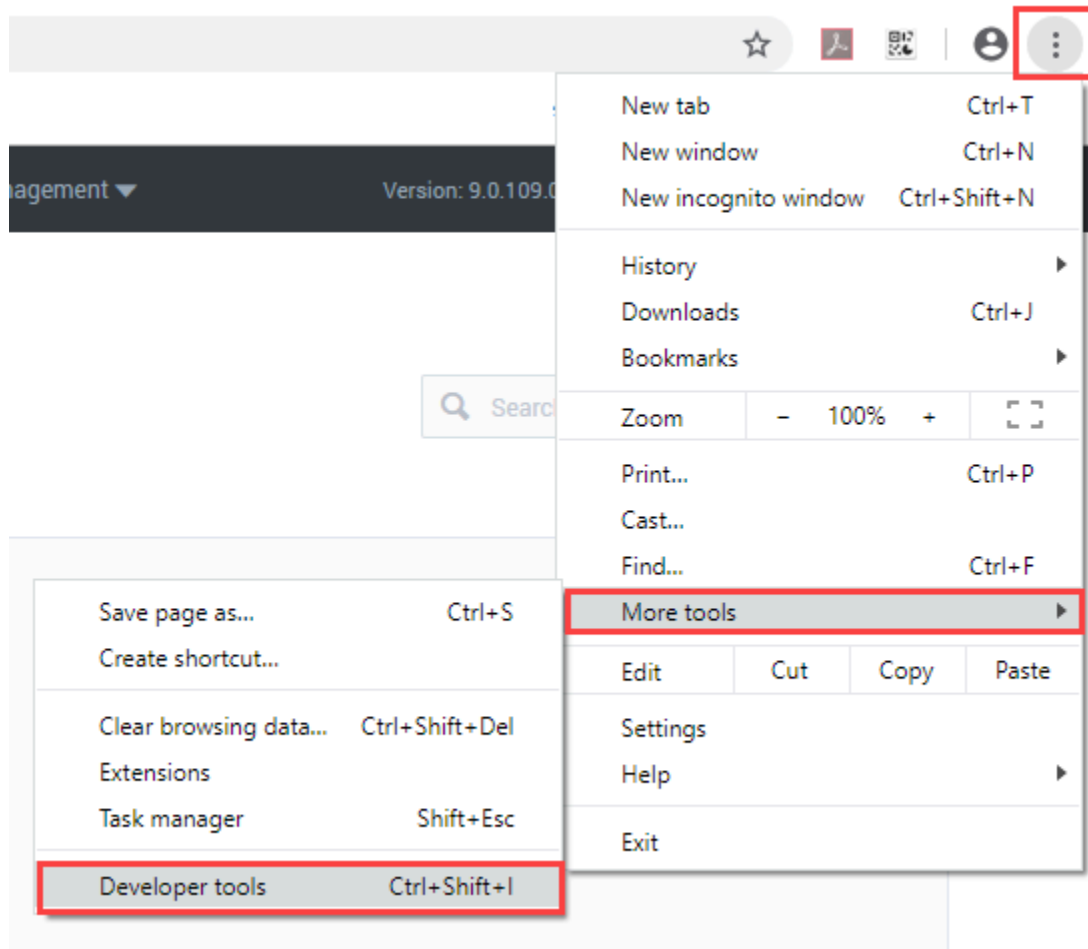 nagement
Version: 9.0.109.0
Search
New tab Ctrl+T
New window Ctrl+N
New incognito window Ctrl+Shift+N
History
Downloads Ctrl+J
Bookmarks
Zoom − 100% +
Print... Ctrl+P
Cast...
Find... Ctrl+F
More tools
Edit Cut Copy Paste
Settings
Help
Exit
Save page as... Ctrl+S
Create shortcut...
Clear browsing data... Ctrl+Shift+Del
Extensions
Task manager Shift+Esc
Developer tools Ctrl+Shift+I